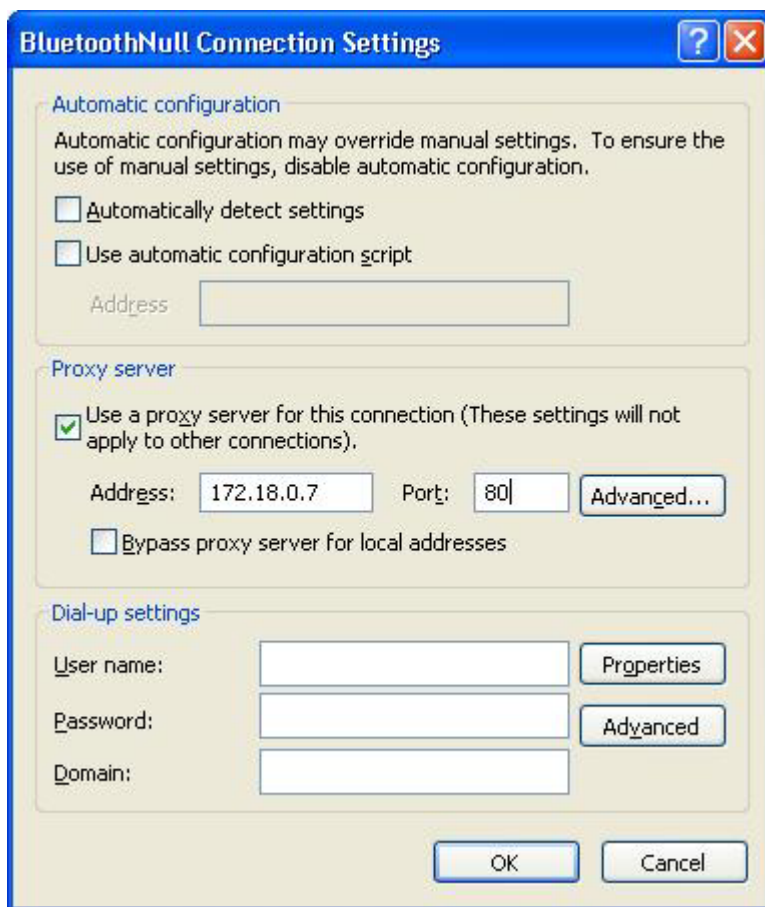 BluetoothNull Connection Settings
Automatic configuration
Automatic configuration may override manual settings.  To ensure the
use of manual settings, disable automatic configuration.
Automatically detect settings
Use automatic configuration script
Address
Proxy server
Use a proxy server for this connection (These settings will not
apply to other connections).
Address: 172.18.0.7 Port: 80 Advanced...
Bypass proxy server for local addresses
Dial-up settings
User name: Properties
Password: Advanced
Domain:
OK Cancel